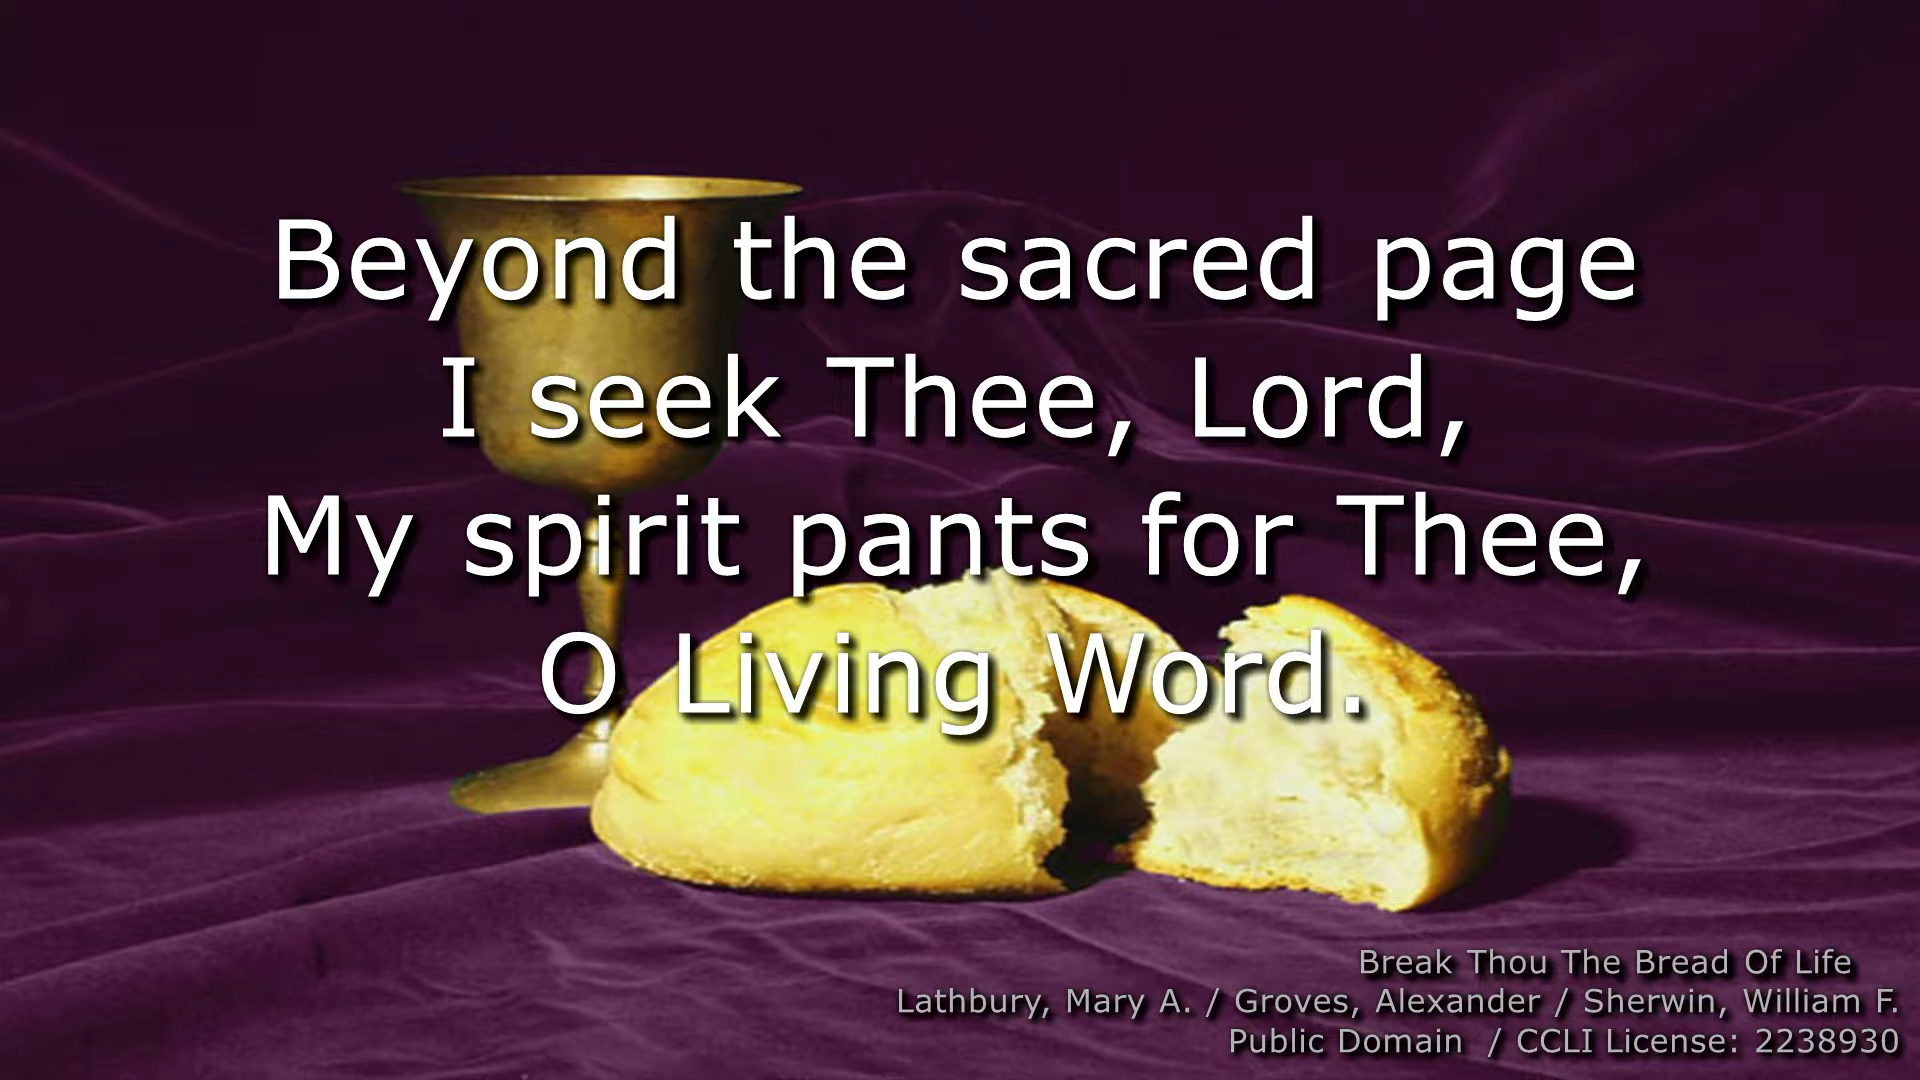 Beyond the sacred page
I seek Thee, Lord,
My spirit pants for Thee,
O Living Word.
Break Thou The Bread Of Life
Lathbury, Mary A. / Groves, Alexander / Sherwin, William F.
Public Domain / CCLI License: 2238930